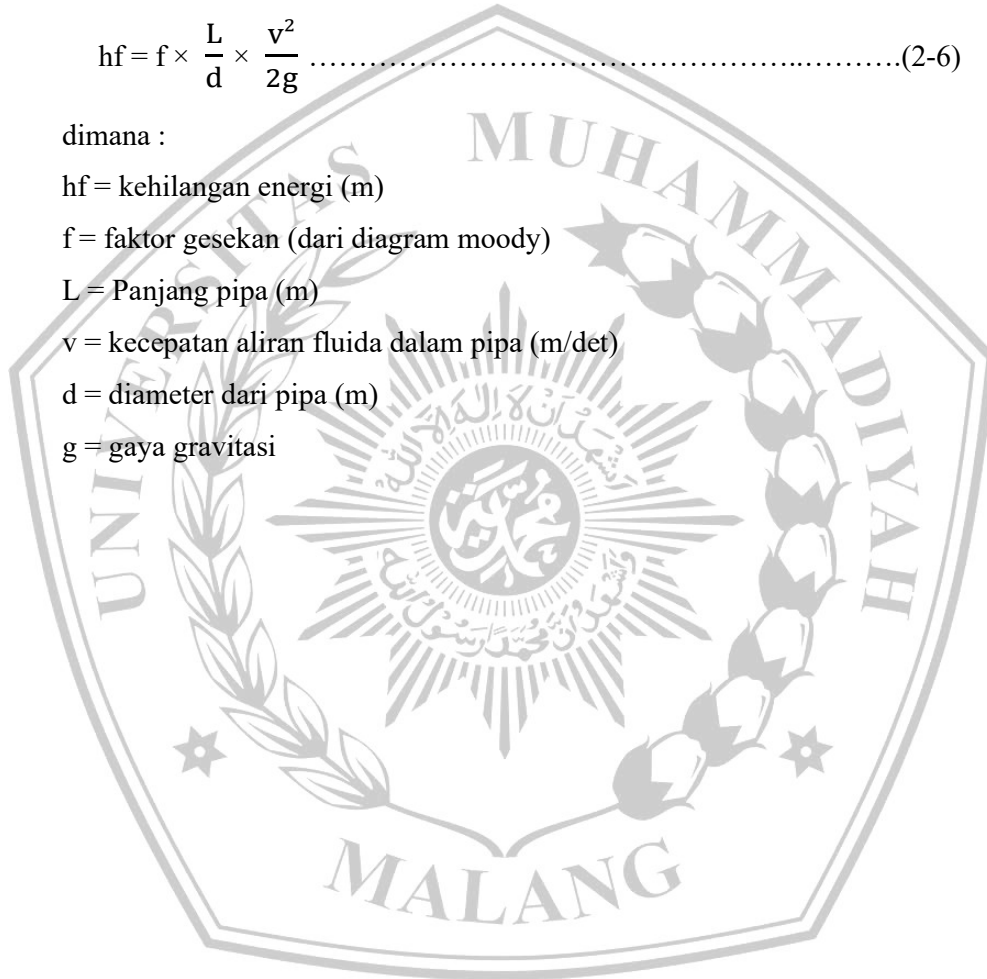 hf = f × L/d × v²/2g …………………………………………..……….(2-6)
dimana :
hf = kehilangan energi (m)
f = faktor gesekan (dari diagram moody)
L = Panjang pipa (m)
v = kecepatan aliran fluida dalam pipa (m/det)
d = diameter dari pipa (m)
g = gaya gravitasi
UNIVERSITAS MUHAMMADIYAH
MALANG